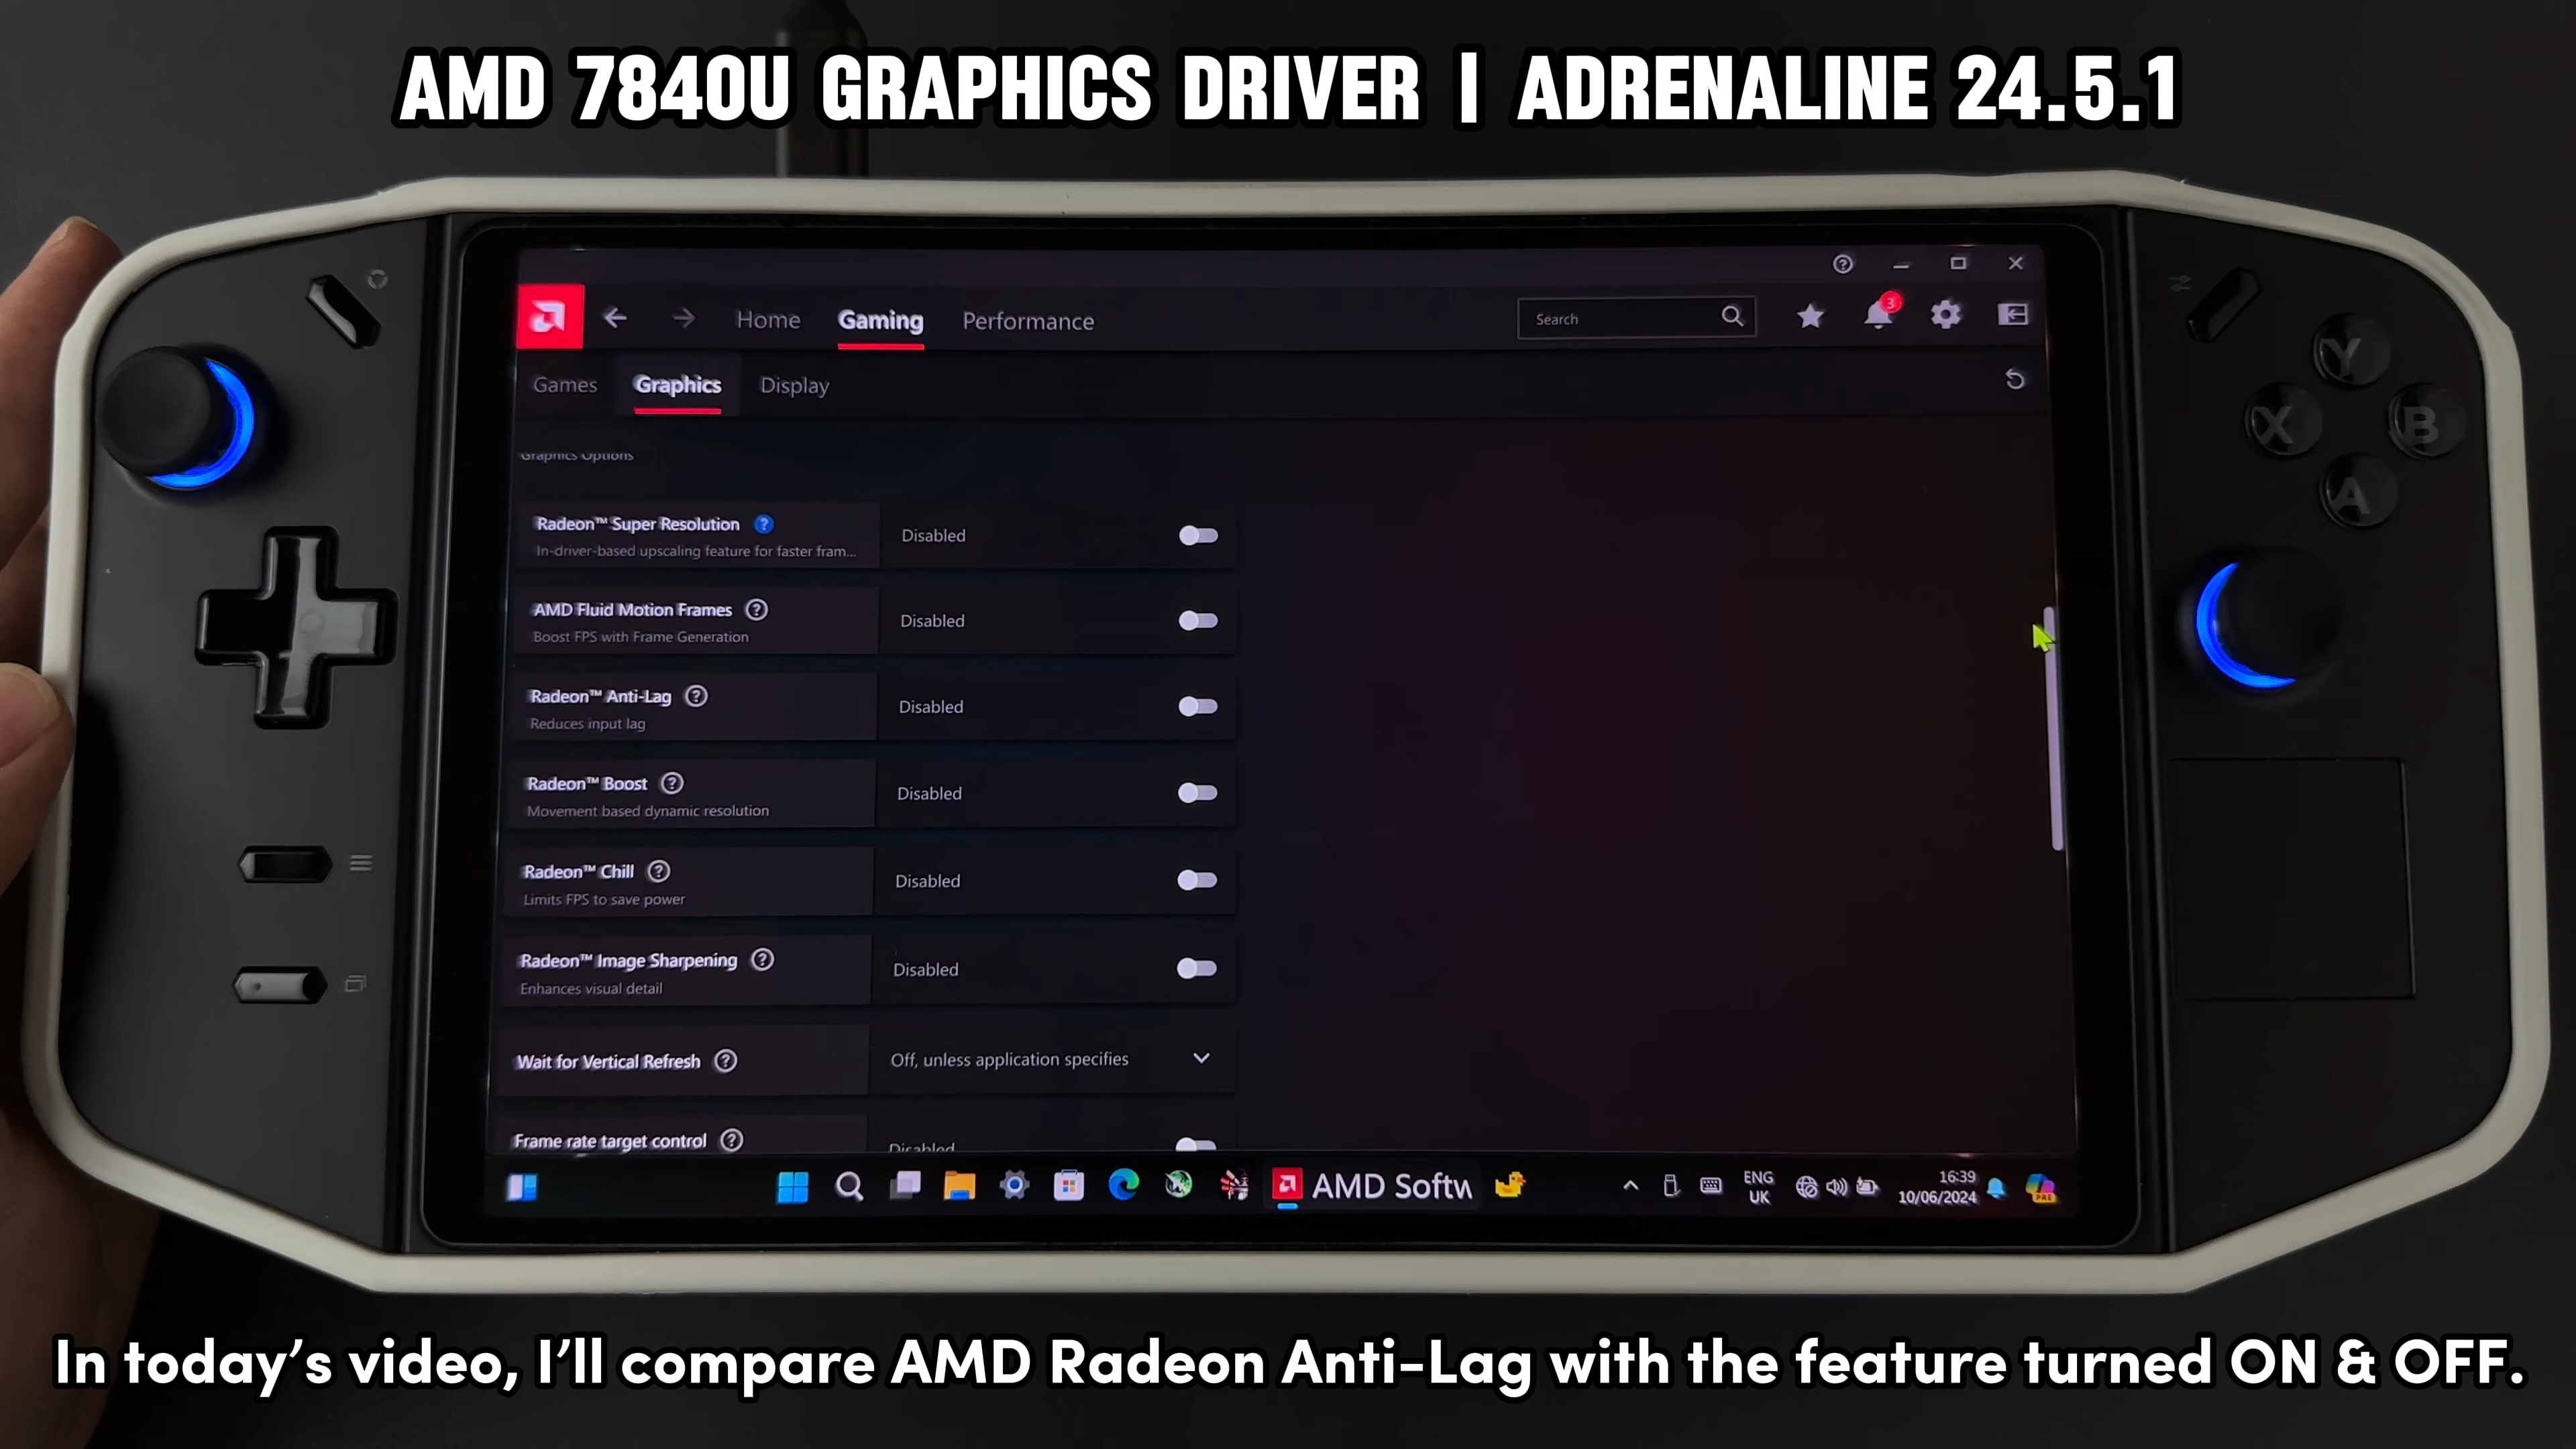 AMD 7840U GRAPHICS DRIVER | ADRENALINE 24.5.1
Home Gaming Performance Search 3
Games Graphics Display
Graphics Options
Radeon™ Super Resolution ? Disabled
In-driver-based upscaling feature for faster fram...
AMD Fluid Motion Frames ? Disabled
Boost FPS with Frame Generation
Radeon™ Anti-Lag ? Disabled
Reduces input lag
Radeon™ Boost ? Disabled
Movement based dynamic resolution
Radeon™ Chill ? Disabled
Limits FPS to save power
Radeon™ Image Sharpening ? Disabled
Enhances visual detail
Wait for Vertical Refresh ? Off, unless application specifies
Frame rate target control ? Disabled
AMD Softw
ENG
UK
16:39
10/06/2024
PRE
Y
X
B
A
In today's video, I'll compare AMD Radeon Anti-Lag with the feature turned ON & OFF.